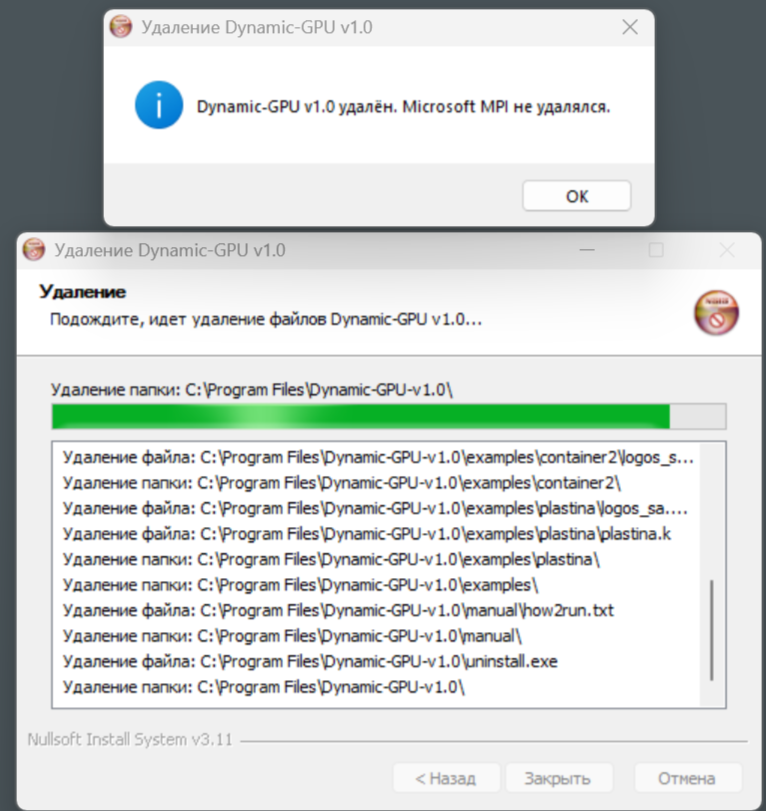 Удаление Dynamic-GPU v1.0
Dynamic-GPU v1.0 удалён. Microsoft MPI не удалялся.
ОК
Удаление Dynamic-GPU v1.0
Удаление
Подождите, идет удаление файлов Dynamic-GPU v1.0...
Удаление папки: C:\Program Files\Dynamic-GPU-v1.0\
Удаление файла: C:\Program Files\Dynamic-GPU-v1.0\examples\container2\logos_s...
Удаление папки: C:\Program Files\Dynamic-GPU-v1.0\examples\container2\
Удаление файла: C:\Program Files\Dynamic-GPU-v1.0\examples\plastina\logos_sa....
Удаление файла: C:\Program Files\Dynamic-GPU-v1.0\examples\plastina\plastina.k
Удаление папки: C:\Program Files\Dynamic-GPU-v1.0\examples\plastina\
Удаление папки: C:\Program Files\Dynamic-GPU-v1.0\examples\
Удаление файла: C:\Program Files\Dynamic-GPU-v1.0\manual\how2run.txt
Удаление папки: C:\Program Files\Dynamic-GPU-v1.0\manual\
Удаление файла: C:\Program Files\Dynamic-GPU-v1.0\uninstall.exe
Удаление папки: C:\Program Files\Dynamic-GPU-v1.0\
Nullsoft Install System v3.11
< Назад Закрыть Отмена